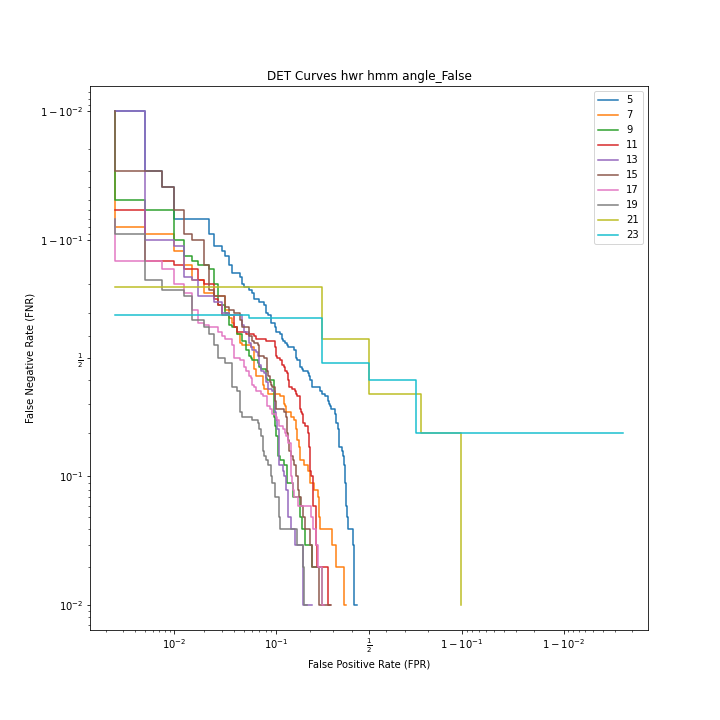 DET Curves hwr hmm angle_False
False Negative Rate (FNR)
1 − 10⁻²
1 − 10⁻¹
½
10⁻¹
10⁻²
5
7
9
11
13
15
17
19
21
23
10⁻²
10⁻¹
½
1 − 10⁻¹
1 − 10⁻²
False Positive Rate (FPR)